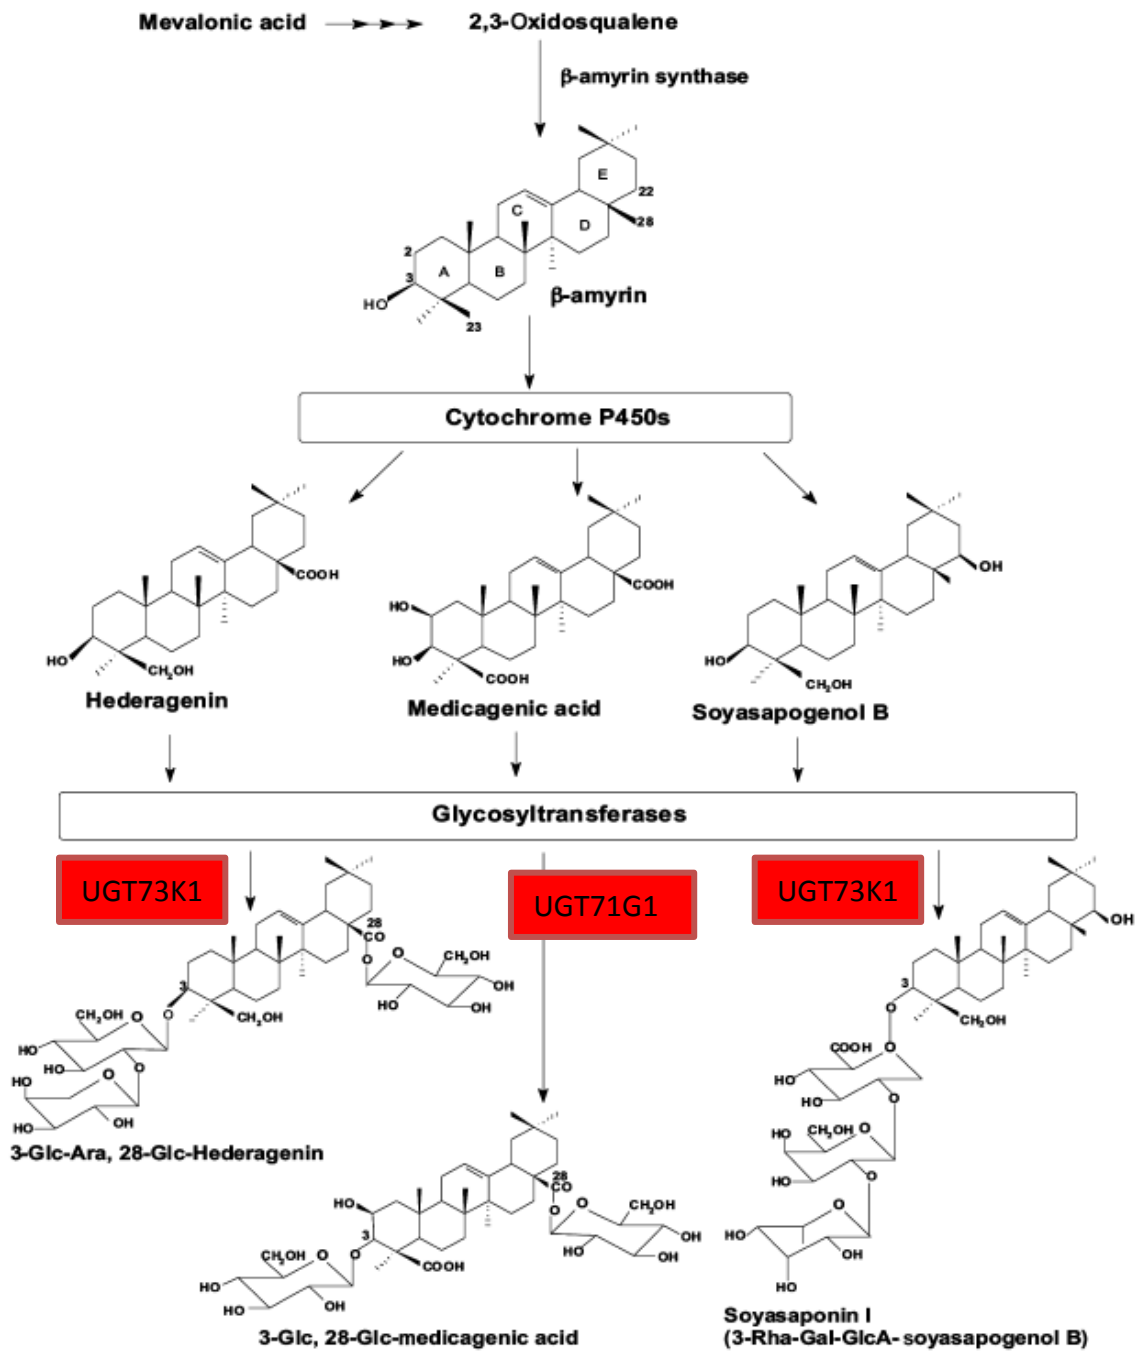 Mevalonic acid
2,3-Oxidosqualene
β-amyrin synthase
E
22
C
28
D
2
A
B
3
HO
23
β-amyrin
Cytochrome P450s
COOH
HO
CH2OH
Hederagenin
HO
COOH
HO
COOH
Medicagenic acid
OH
HO
CH2OH
Soyasapogenol B
Glycosyltransferases
UGT73K1
UGT71G1
UGT73K1
28
CO
O
O
CH2OH
OH
HO
OH
3
O
CH2OH
CH2OH
O
HO
HO
O
HO
O
HO
OH
3-Glc-Ara, 28-Glc-Hederagenin
OH
3
O
CH2OH
COOH
O
HO
HO
O
HO
CH2OH
O
HO
O
O
HO
OH
HO
Soyasaponin I
(3-Rha-Gal-GlcA- soyasapogenol B)
28
CO
HO
O
O
CH2OH
3
OH
HO
OH
O
COOH
CH2OH
O
HO
HO
OH
3-Glc, 28-Glc-medicagenic acid